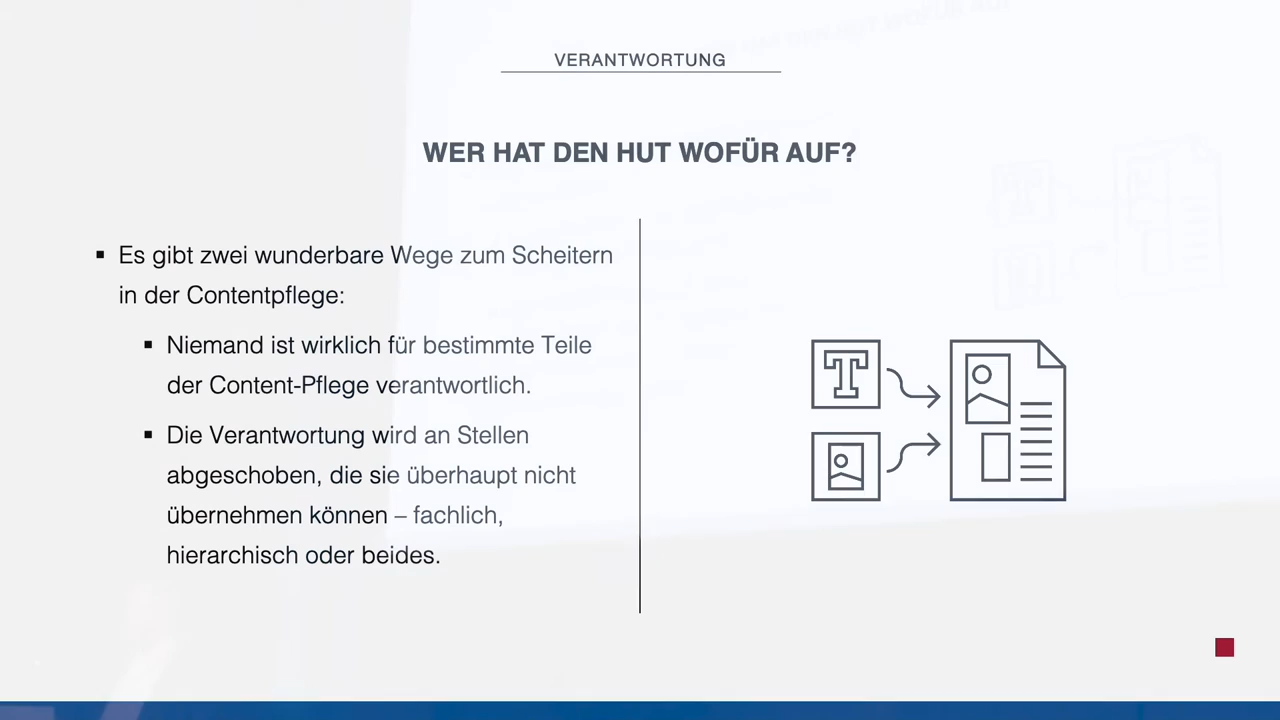 VERANTWORTUNG
WER HAT DEN HUT WOFÜR AUF?
▪ Es gibt zwei wunderbare Wege zum Scheitern
in der Contentpflege:
▪ Niemand ist wirklich für bestimmte Teile
der Content-Pflege verantwortlich.
▪ Die Verantwortung wird an Stellen
abgeschoben, die sie überhaupt nicht
übernehmen können – fachlich,
hierarchisch oder beides.
T